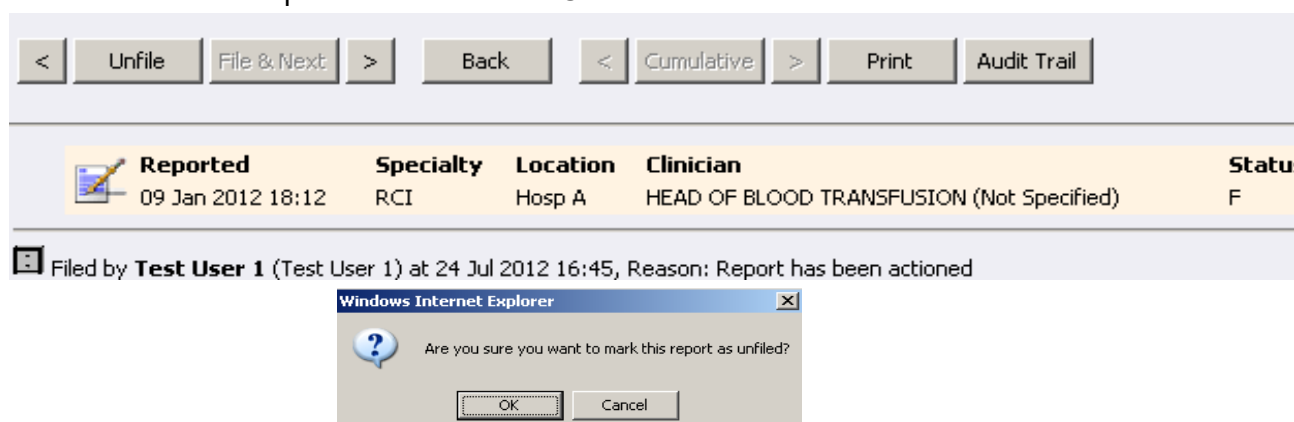 < Unfile File & Next > Back < Cumulative > Print Audit Trail
Reported Specialty Location Clinician
09 Jan 2012 18:12 RCI Hosp A HEAD OF BLOOD TRANSFUSION (Not Specified) F
Filed by Test User 1 (Test User 1) at 24 Jul 2012 16:45, Reason: Report has been actioned
Windows Internet Explorer
Are you sure you want to mark this report as unfiled?
OK Cancel